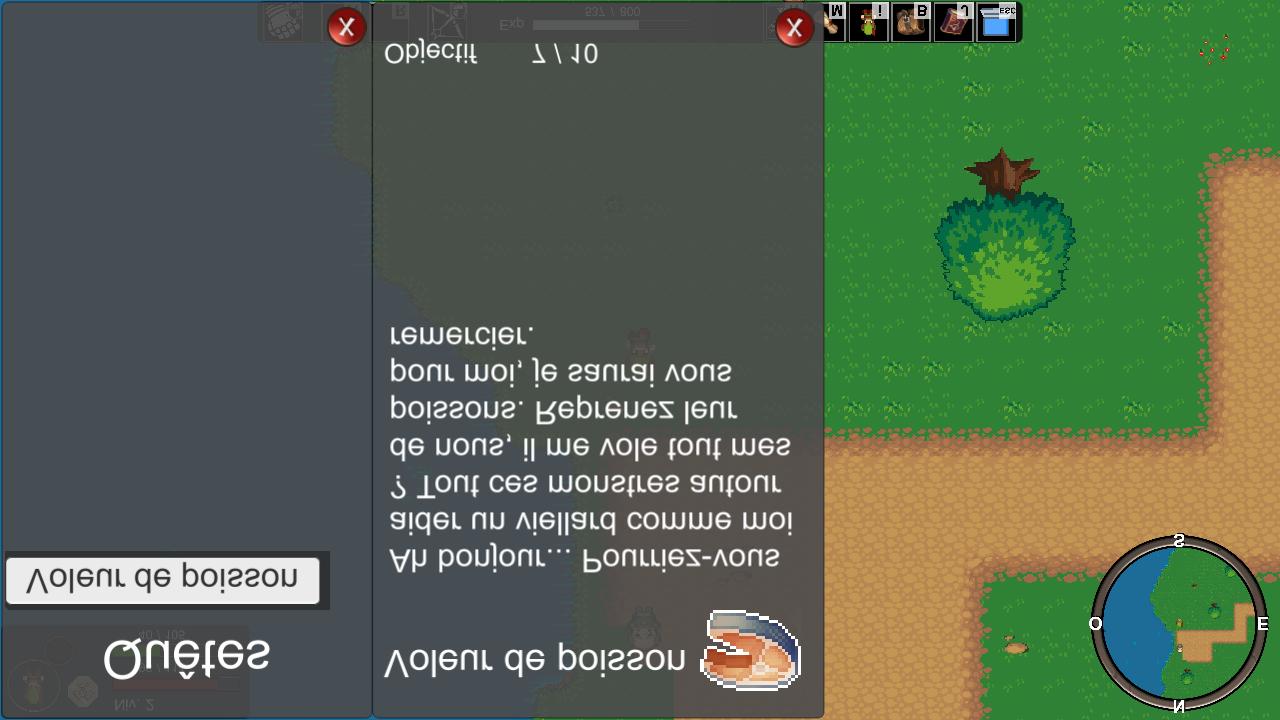 Niv. 2
Quêtes
Voleur de poisson
X
Voleur de poisson
Ah bonjour... Pourriez-vous
aider un viellard comme moi
? Tout ces monstres autour
de nous, il me vole tout mes
poissons. Reprenez leur
pour moi, je saurai vous
remercier.
Objectif 7 / 10
X
Exp 537 / 800
R
M I B J ESC
N
O E
S